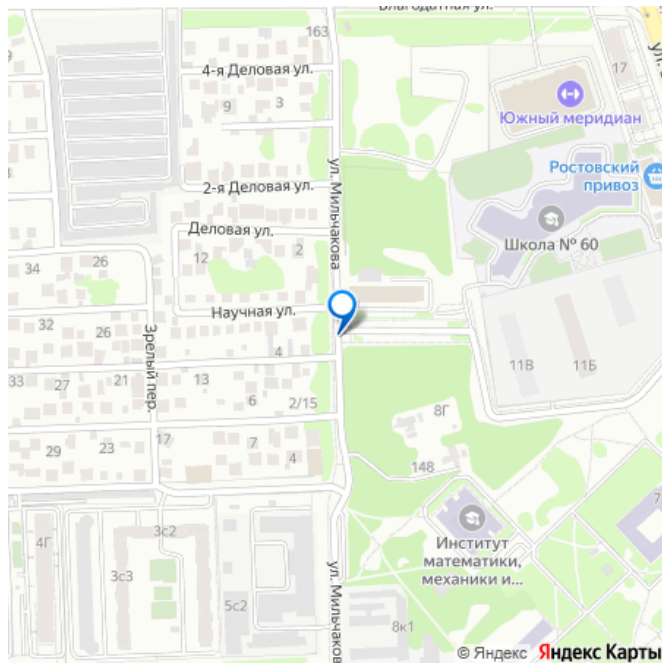 Благодатная ул.
163
17
4-я Деловая ул.
9
3
Южный меридиан
ул. Мильчакова
2-я Деловая ул.
Ростовский
привоз
Деловая ул.
Школа № 60
34
26
12
2
Научная ул.
32
26
4
11В
11Б
33
27
21
13
Зрелый пер.
6
2/15
8Г
29
23
17
7
4
148
7
4Г
3с2
3с3
5с2
Институт
математики,
механики и...
ул. Мильчакова
8к1
© Яндекс Яндекс Карты